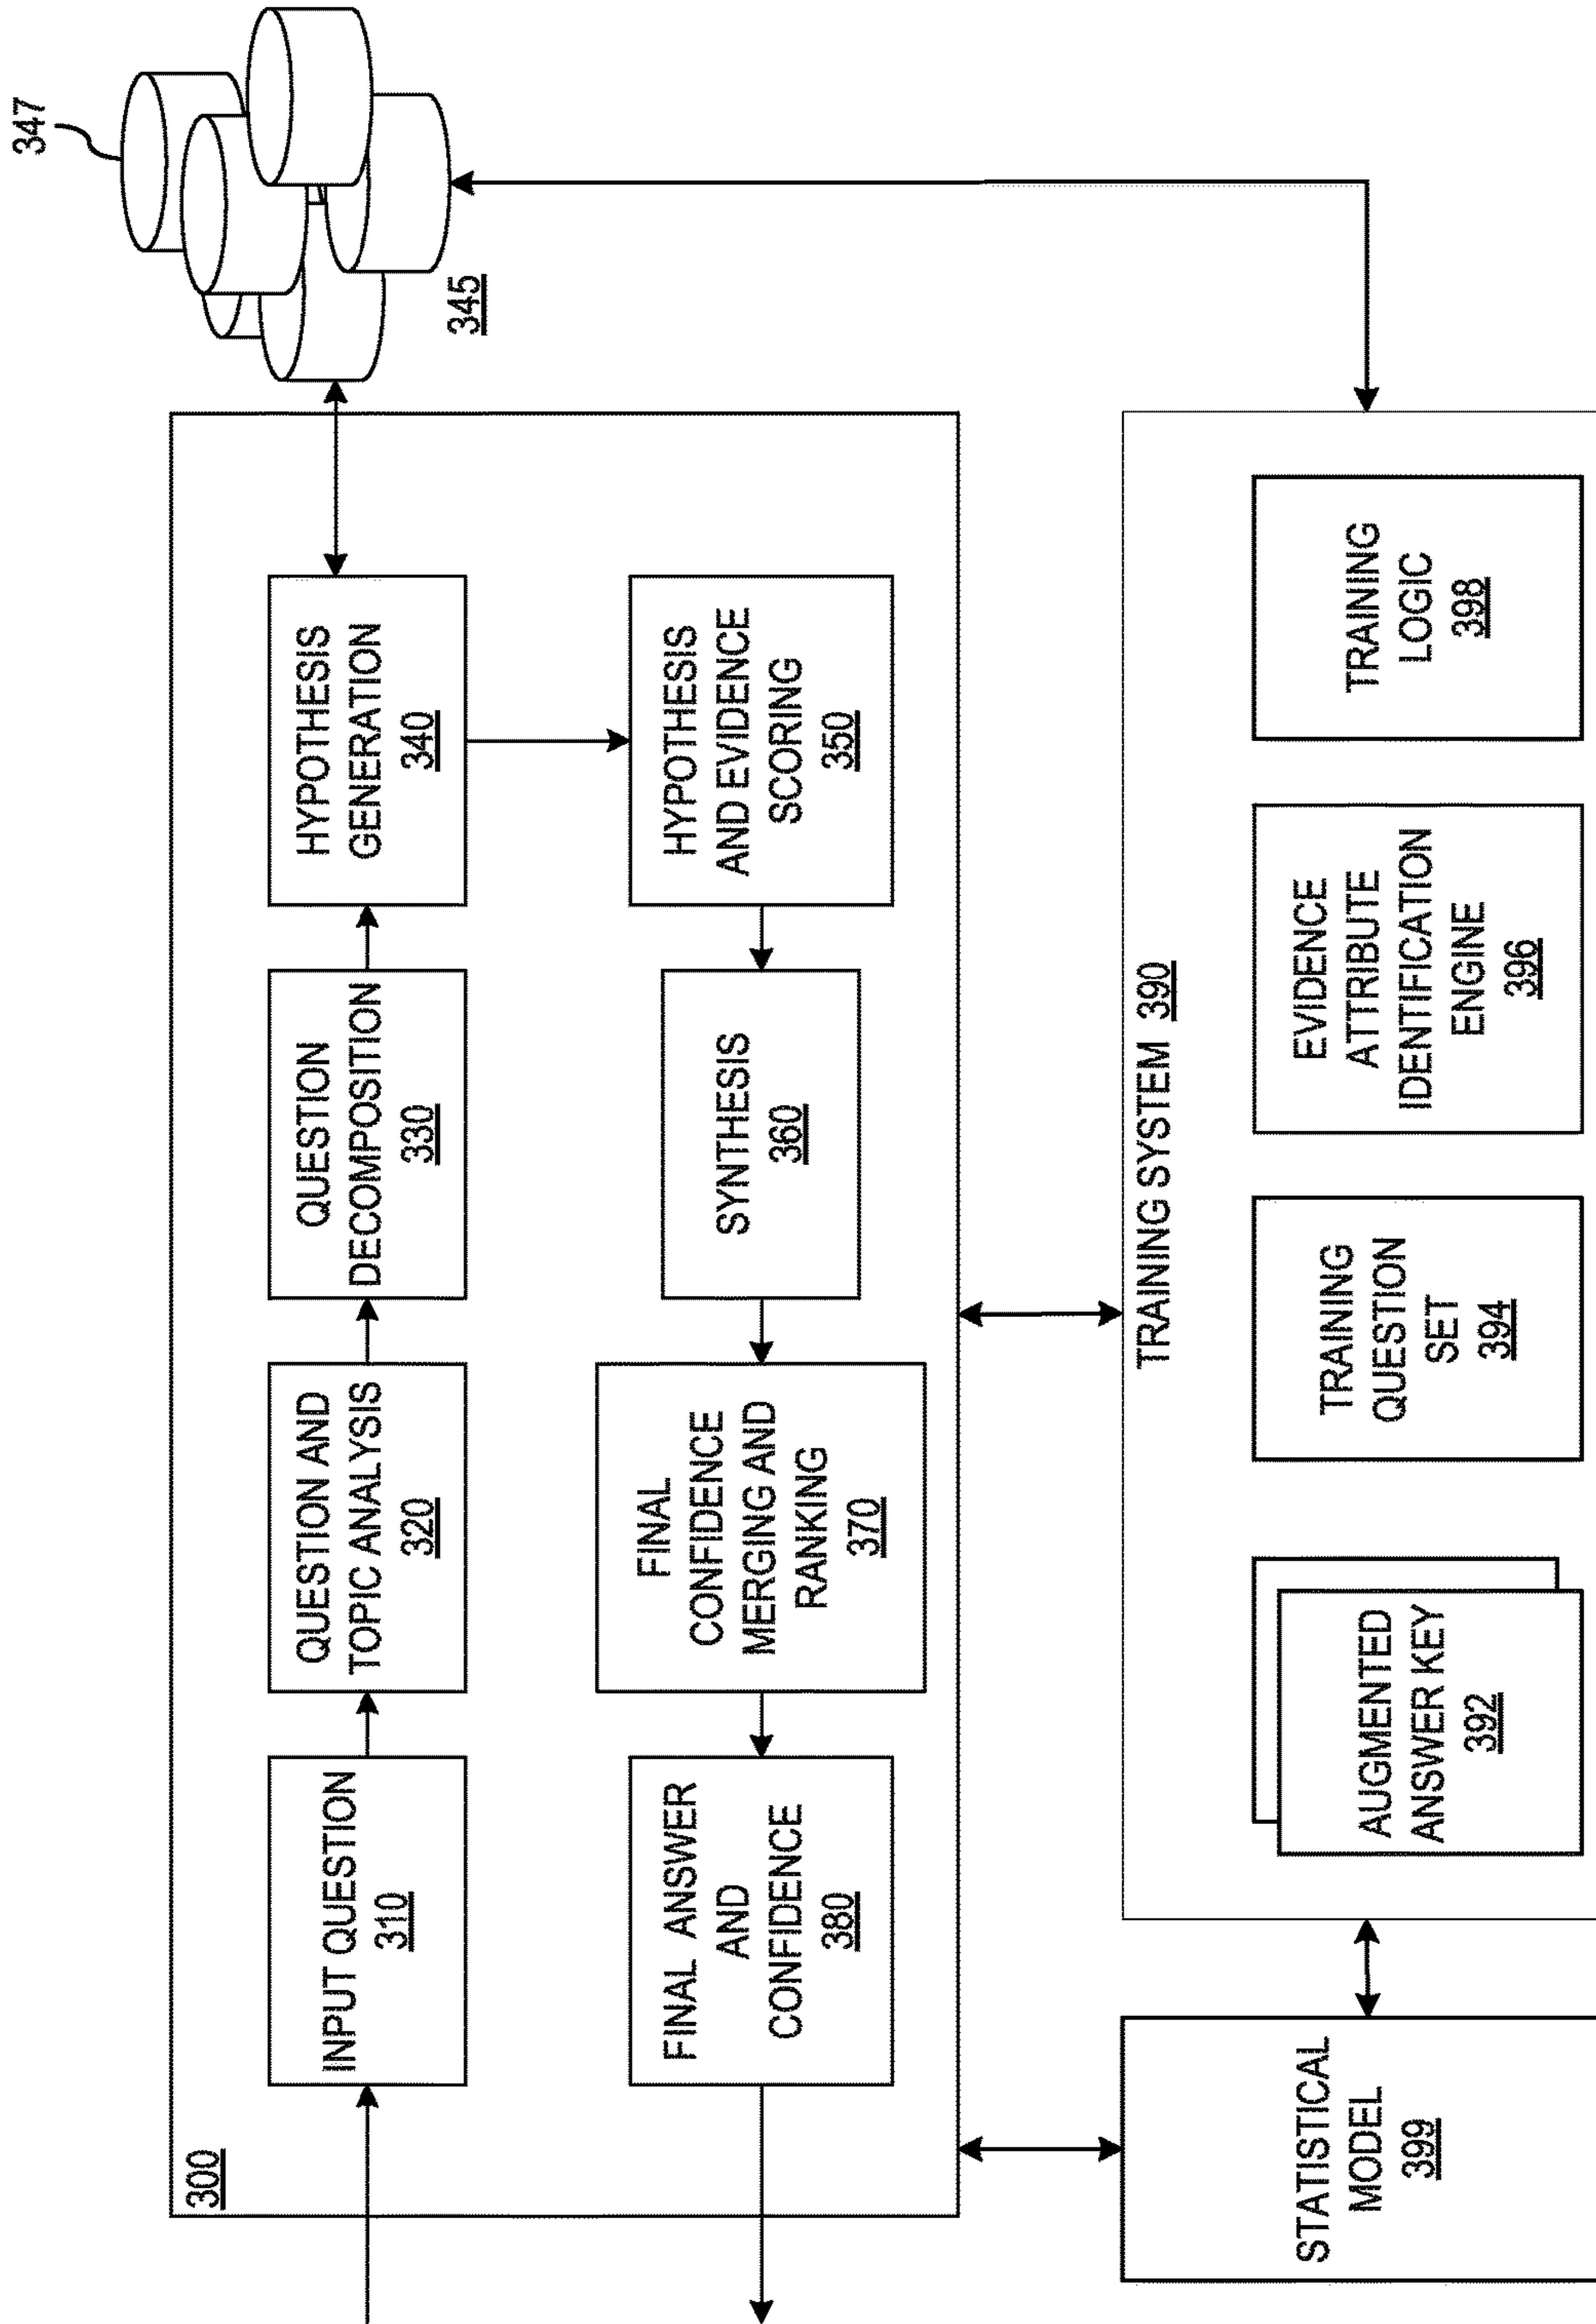 347
345
300
INPUT QUESTION
310
QUESTION AND
TOPIC ANALYSIS
320
QUESTION
DECOMPOSITION
330
HYPOTHESIS
GENERATION
340
FINAL ANSWER
AND
CONFIDENCE
380
FINAL
CONFIDENCE
MERGING AND
RANKING
370
SYNTHESIS
360
HYPOTHESIS
AND EVIDENCE
SCORING
350
STATISTICAL
MODEL
399
TRAINING SYSTEM 390
AUGMENTED
ANSWER KEY
392
TRAINING
QUESTION
SET
394
EVIDENCE
ATTRIBUTE
IDENTIFICATION
ENGINE
396
TRAINING
LOGIC
398